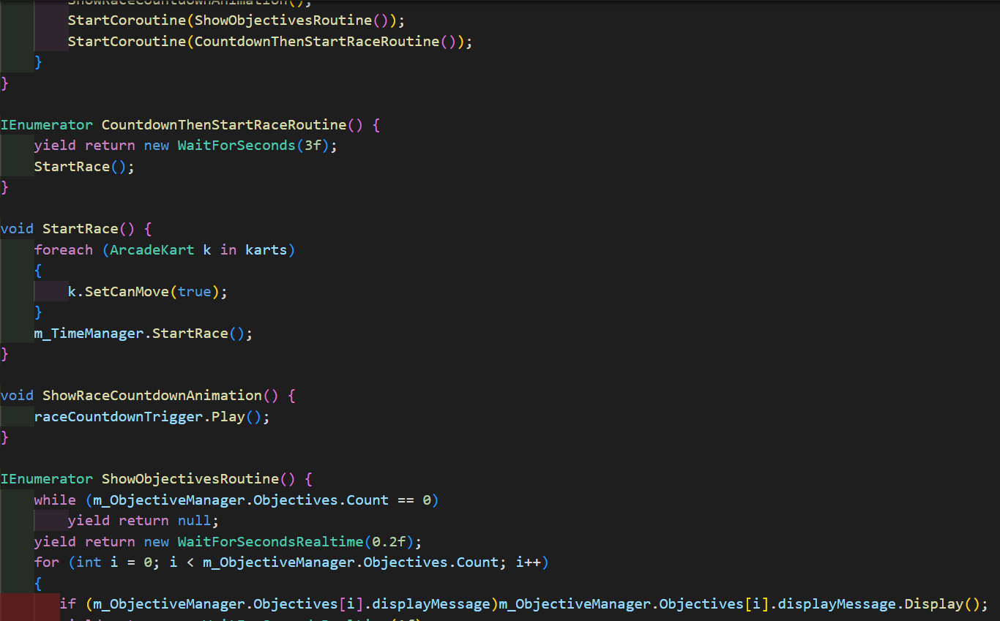 ShowRaceCountdownAnimation();
StartCoroutine(ShowObjectivesRoutine());
StartCoroutine(CountdownThenStartRaceRoutine());
}
}
IEnumerator CountdownThenStartRaceRoutine() {
yield return new WaitForSeconds(3f);
StartRace();
}
void StartRace() {
foreach (ArcadeKart k in karts)
{
k.SetCanMove(true);
}
m_TimeManager.StartRace();
}
void ShowRaceCountdownAnimation() {
raceCountdownTrigger.Play();
}
IEnumerator ShowObjectivesRoutine() {
while (m_ObjectiveManager.Objectives.Count == 0)
yield return null;
yield return new WaitForSecondsRealtime(0.2f);
for (int i = 0; i < m_ObjectiveManager.Objectives.Count; i++)
{
if (m_ObjectiveManager.Objectives[i].displayMessage)m_ObjectiveManager.Objectives[i].displayMessage.Display();